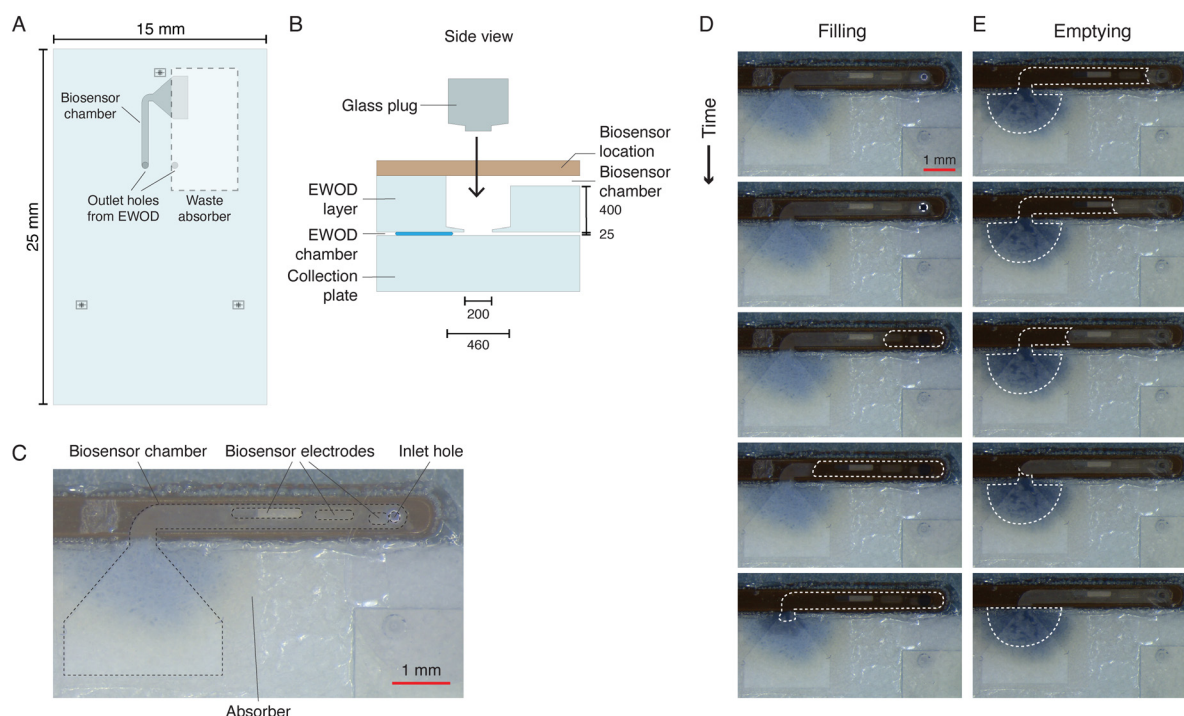 A
15 mm
25 mm
Biosensor
chamber
Outlet holes
from EWOD
Waste
absorber
B
Side view
Glass plug
Biosensor
location
Biosensor
chamber
EWOD
layer
400
25
EWOD
chamber
Collection
plate
200
460
C
Biosensor chamber
Biosensor electrodes
Inlet hole
1 mm
Absorber
D
Filling
Time
1 mm
E
Emptying